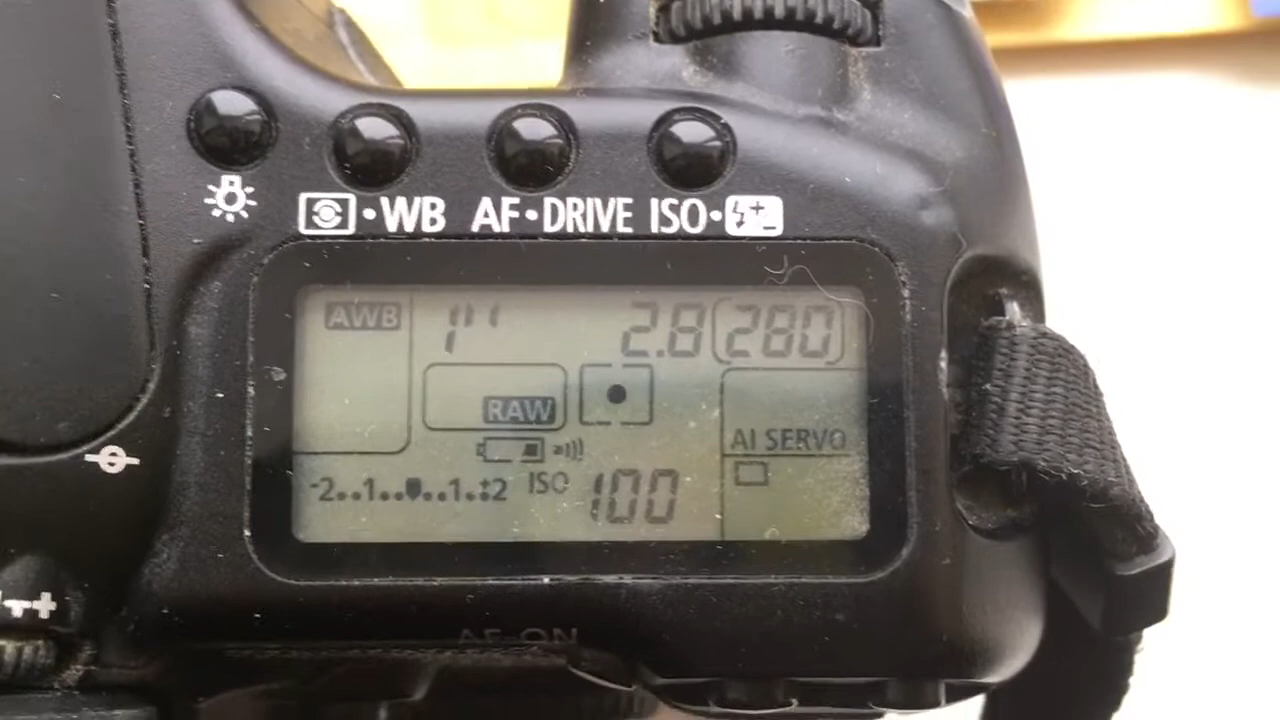 WB AF•DRIVE ISO•
AWB 1" 2.8 [280]
RAW
AI SERVO
-2..1..▼..1..+2 ISO 100
AF-ON